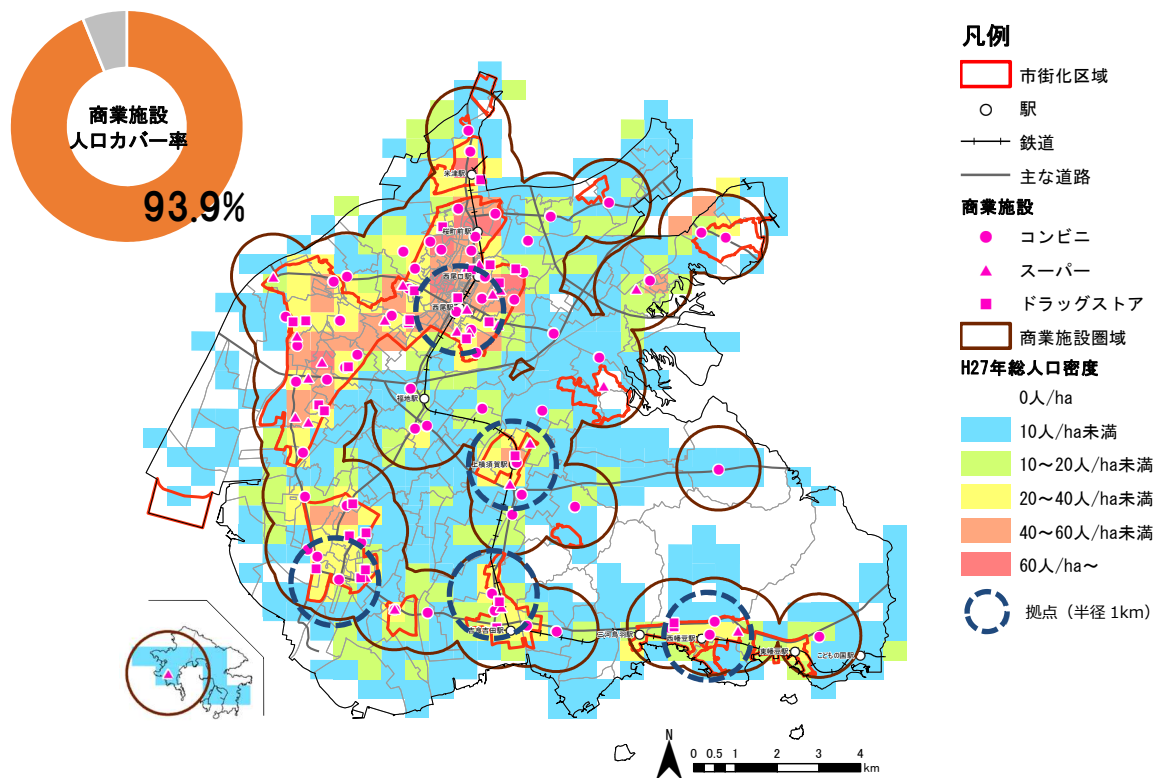 商業施設
人口カバー率
93.9%
米津駅
桜町前駅
西尾口駅
西尾駅
福地駅
上横須賀駅
吉良吉田駅
三河鳥羽駅
西幡豆駅
東幡豆駅
こどもの国駅
凡例
市街化区域
駅
鉄道
主な道路
商業施設
コンビニ
スーパー
ドラッグストア
商業施設圏域
H27年総人口密度
0人/ha
10人/ha未満
10～20人/ha未満
20～40人/ha未満
40～60人/ha未満
60人/ha～
拠点（半径1km）
N
0 0.5 1 2 3 4
km